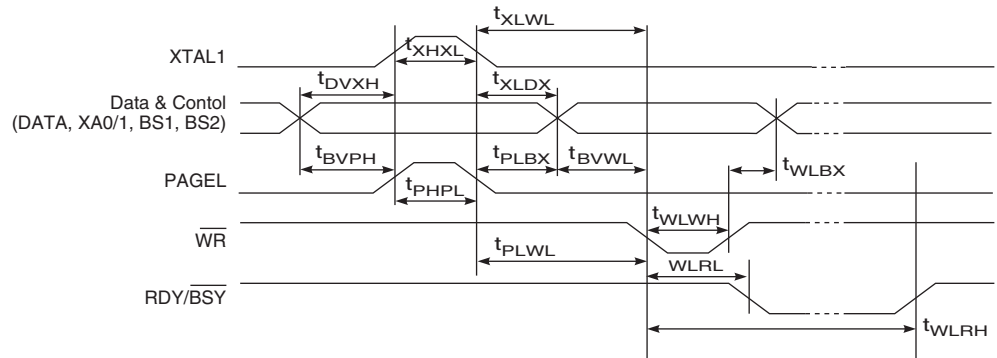 tXLWL
XTAL1
tXHXL
tDVXH
tXLDX
Data & Contol
(DATA, XA0/1, BS1, BS2)
tBVPH
tPLBX
tBVWL
tWLBX
PAGEL
tPHPL
tWLWH
WR
tPLWL
WLRL
RDY/BSY
tWLRH